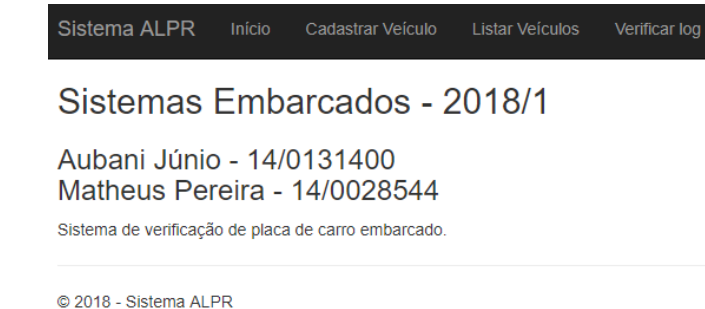 Sistema ALPR Início Cadastrar Veículo Listar Veículos Verificar log
Sistemas Embarcados - 2018/1
Aubani Júnio - 14/0131400
Matheus Pereira - 14/0028544
Sistema de verificação de placa de carro embarcado.
© 2018 - Sistema ALPR